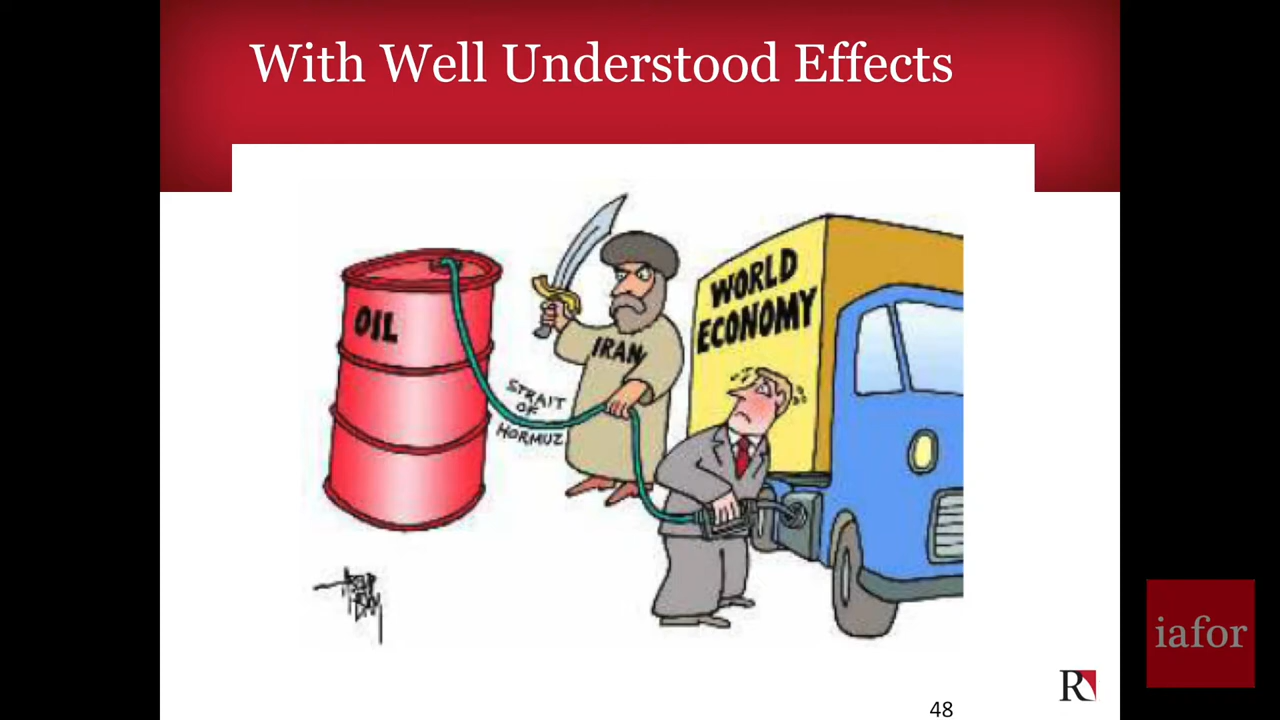 With Well Understood Effects
OIL
IRAN
STRAIT
OF
HORMUZ
WORLD
ECONOMY
iafor
R
48